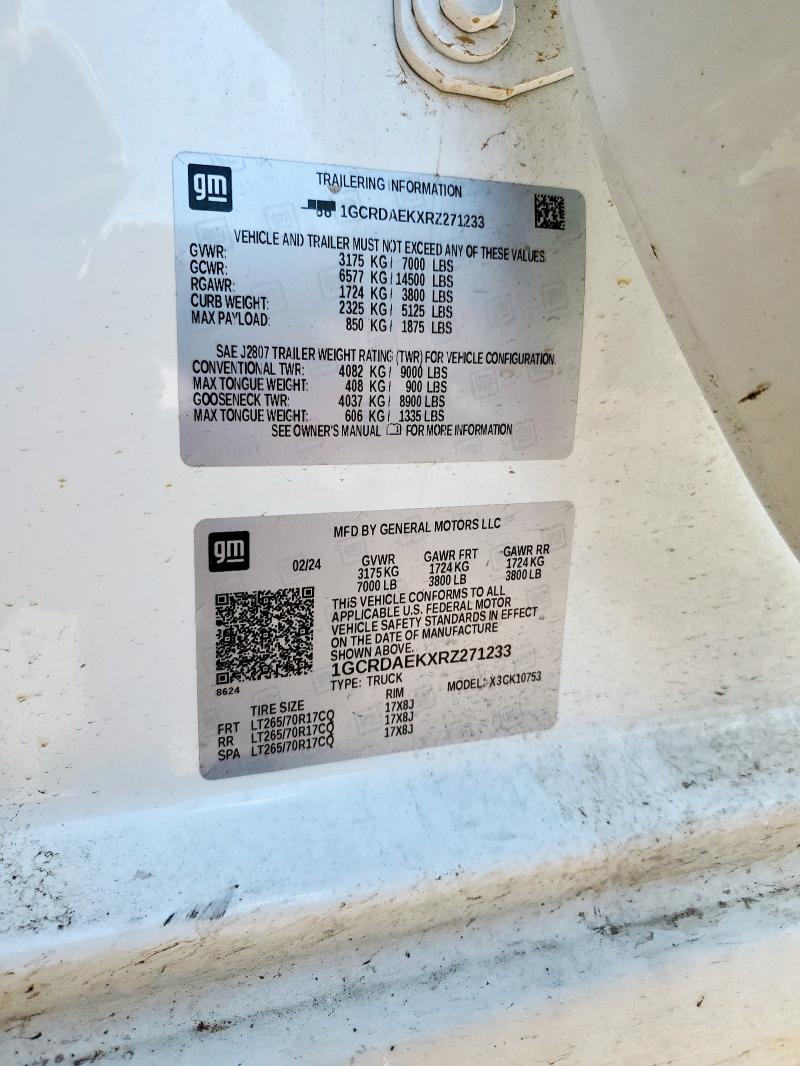 gm
TRAILERING INFORMATION
1GCRDAEKXRZ271233
VEHICLE AND TRAILER MUST NOT EXCEED ANY OF THESE VALUES.
GVWR: 3175 KG/ 7000 LBS
GCWR: 6577 KG/ 14500 LBS
RGAWR: 1724 KG/ 3800 LBS
CURB WEIGHT: 2325 KG/ 5125 LBS
MAX PAYLOAD: 850 KG/ 1875 LBS
SAE J2807 TRAILER WEIGHT RATING (TWR) FOR VEHICLE CONFIGURATION.
CONVENTIONAL TWR: 4082 KG/ 9000 LBS
MAX TONGUE WEIGHT: 408 KG/ 900 LBS
GOOSENECK TWR: 4037 KG/ 8900 LBS
MAX TONGUE WEIGHT: 606 KG/ 1335 LBS
SEE OWNER'S MANUAL FOR MORE INFORMATION
gm
MFD BY GENERAL MOTORS LLC
02/24 GVWR GAWR FRT GAWR RR
3175 KG 1724 KG 1724 KG
7000 LB 3800 LB 3800 LB
THIS VEHICLE CONFORMS TO ALL
APPLICABLE U.S. FEDERAL MOTOR
VEHICLE SAFETY STANDARDS IN EFFECT
ON THE DATE OF MANUFACTURE
SHOWN ABOVE.
1GCRDAEKXRZ271233
8624
TYPE: TRUCK MODEL: X3CK10753
TIRE SIZE RIM
FRT LT265/70R17CQ 17X8J
RR LT265/70R17CQ 17X8J
SPA LT265/70R17CQ 17X8J